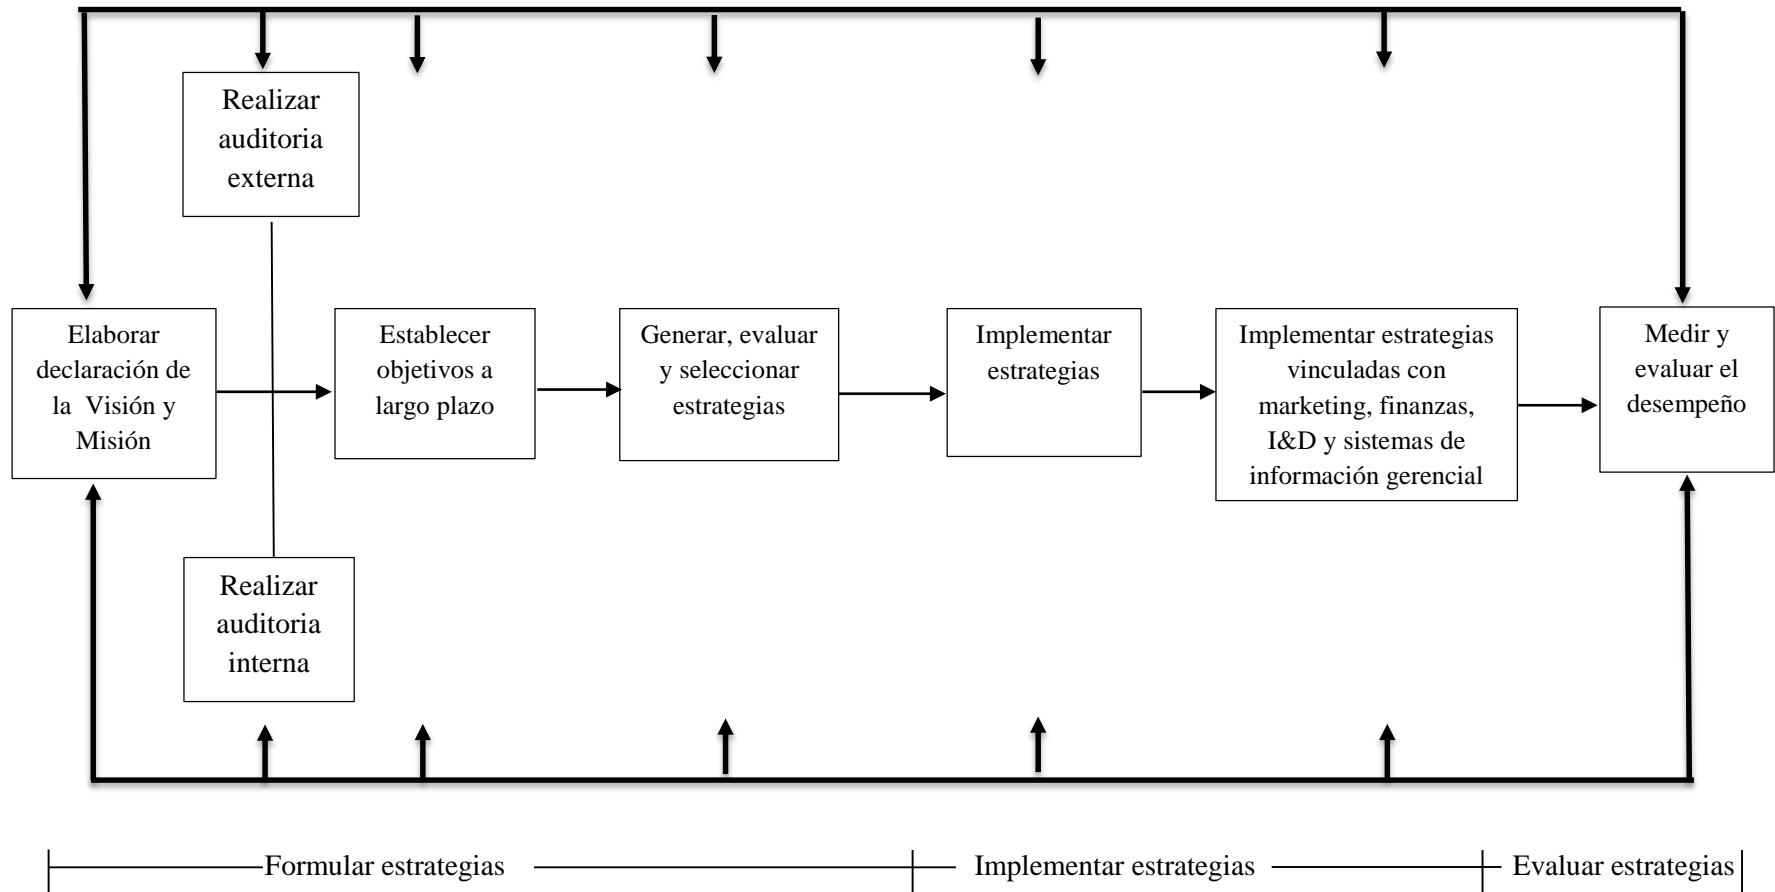 Realizar
auditoria
externa
Elaborar
declaración de
la Visión y
Misión
Establecer
objetivos a
largo plazo
Generar, evaluar
y seleccionar
estrategias
Implementar
estrategias
Implementar estrategias
vinculadas con
marketing, finanzas,
I&D y sistemas de
información gerencial
Medir y
evaluar el
desempeño
Realizar
auditoria
interna
Formular estrategias
Implementar estrategias
Evaluar estrategias